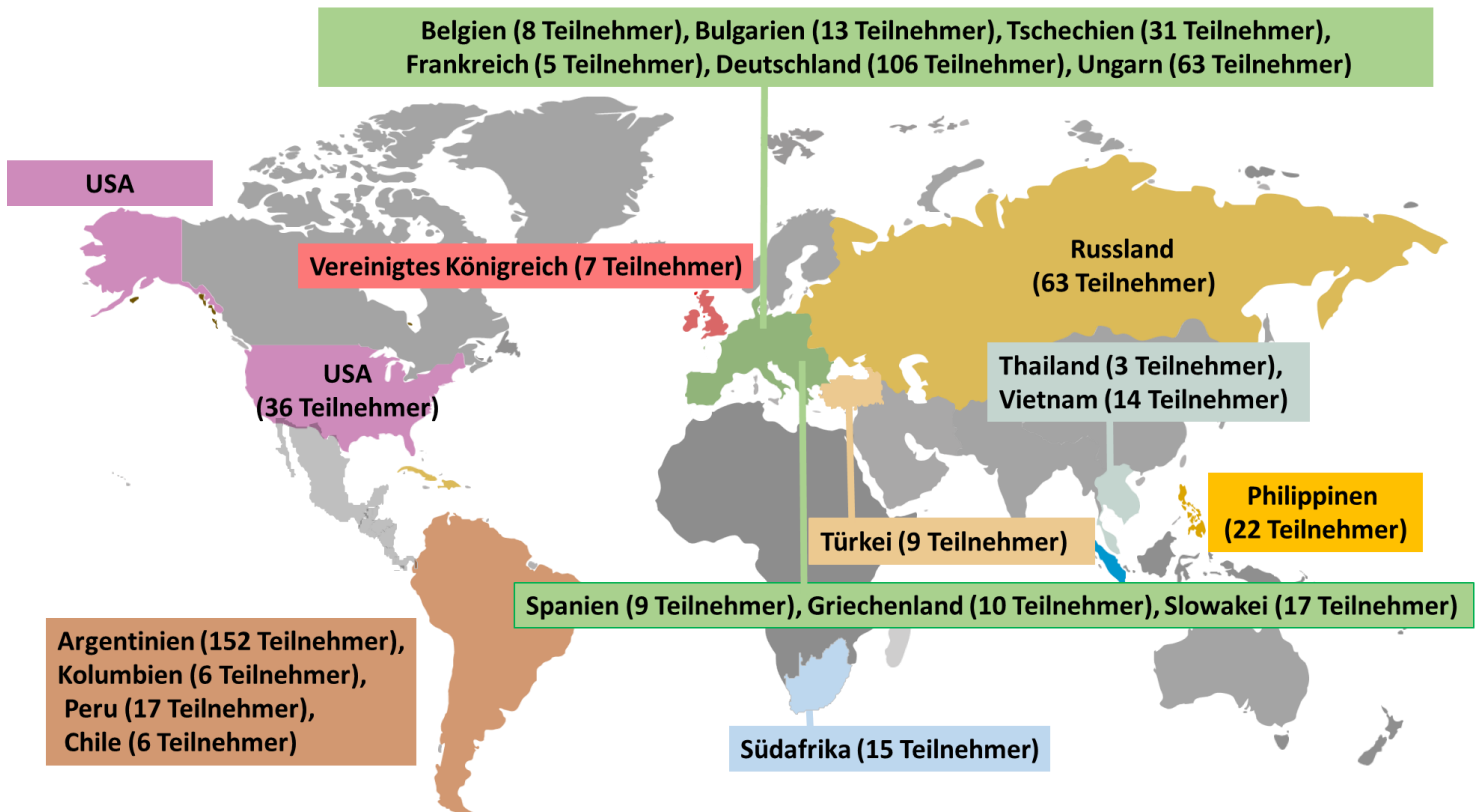 Belgien (8 Teilnehmer), Bulgarien (13 Teilnehmer), Tschechien (31 Teilnehmer),
Frankreich (5 Teilnehmer), Deutschland (106 Teilnehmer), Ungarn (63 Teilnehmer)
USA
Vereinigtes Königreich (7 Teilnehmer)
Russland
(63 Teilnehmer)
USA
(36 Teilnehmer)
Thailand (3 Teilnehmer),
Vietnam (14 Teilnehmer)
Philippinen
(22 Teilnehmer)
Türkei (9 Teilnehmer)
Spanien (9 Teilnehmer), Griechenland (10 Teilnehmer), Slowakei (17 Teilnehmer)
Argentinien (152 Teilnehmer),
Kolumbien (6 Teilnehmer),
Peru (17 Teilnehmer),
Chile (6 Teilnehmer)
Südafrika (15 Teilnehmer)